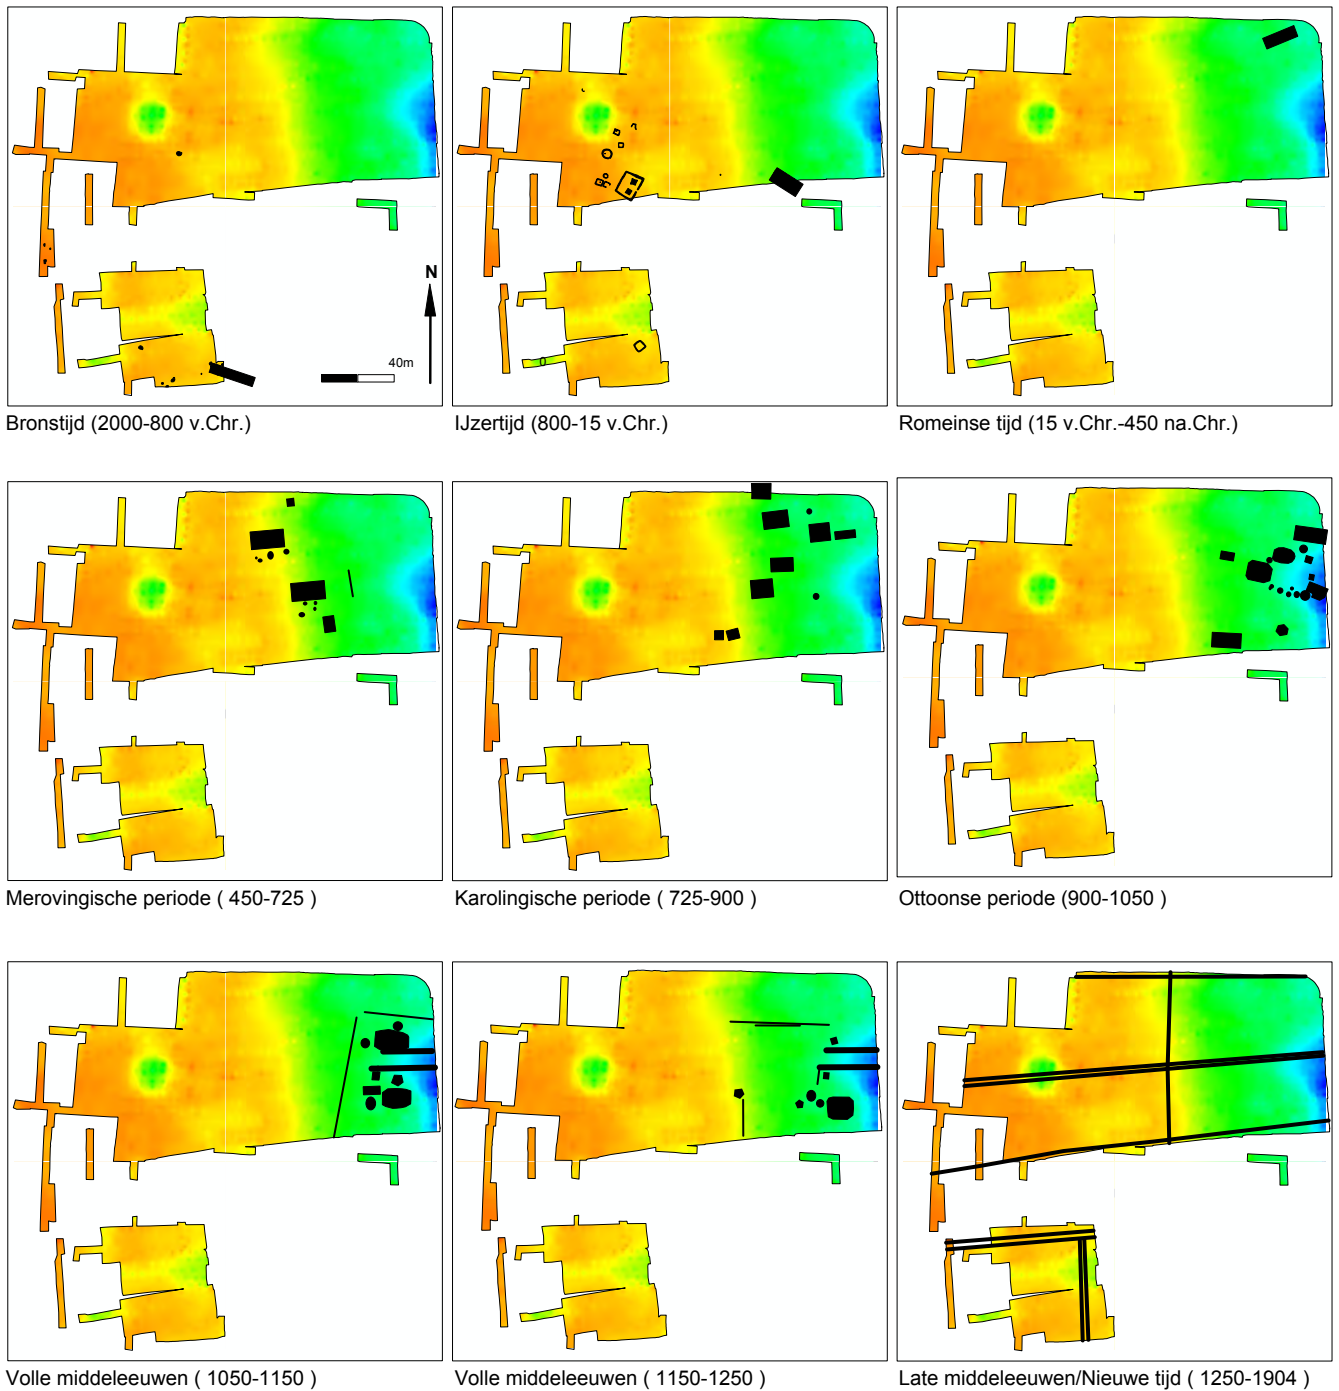 N
40m
Bronstijd (2000-800 v.Chr.)
IJzertijd (800-15 v.Chr.)
Romeinse tijd (15 v.Chr.-450 na.Chr.)
Merovingische periode ( 450-725 )
Karolingische periode ( 725-900 )
Ottoonse periode (900-1050 )
Volle middeleeuwen ( 1050-1150 )
Volle middeleeuwen ( 1150-1250 )
Late middeleeuwen/Nieuwe tijd ( 1250-1904 )